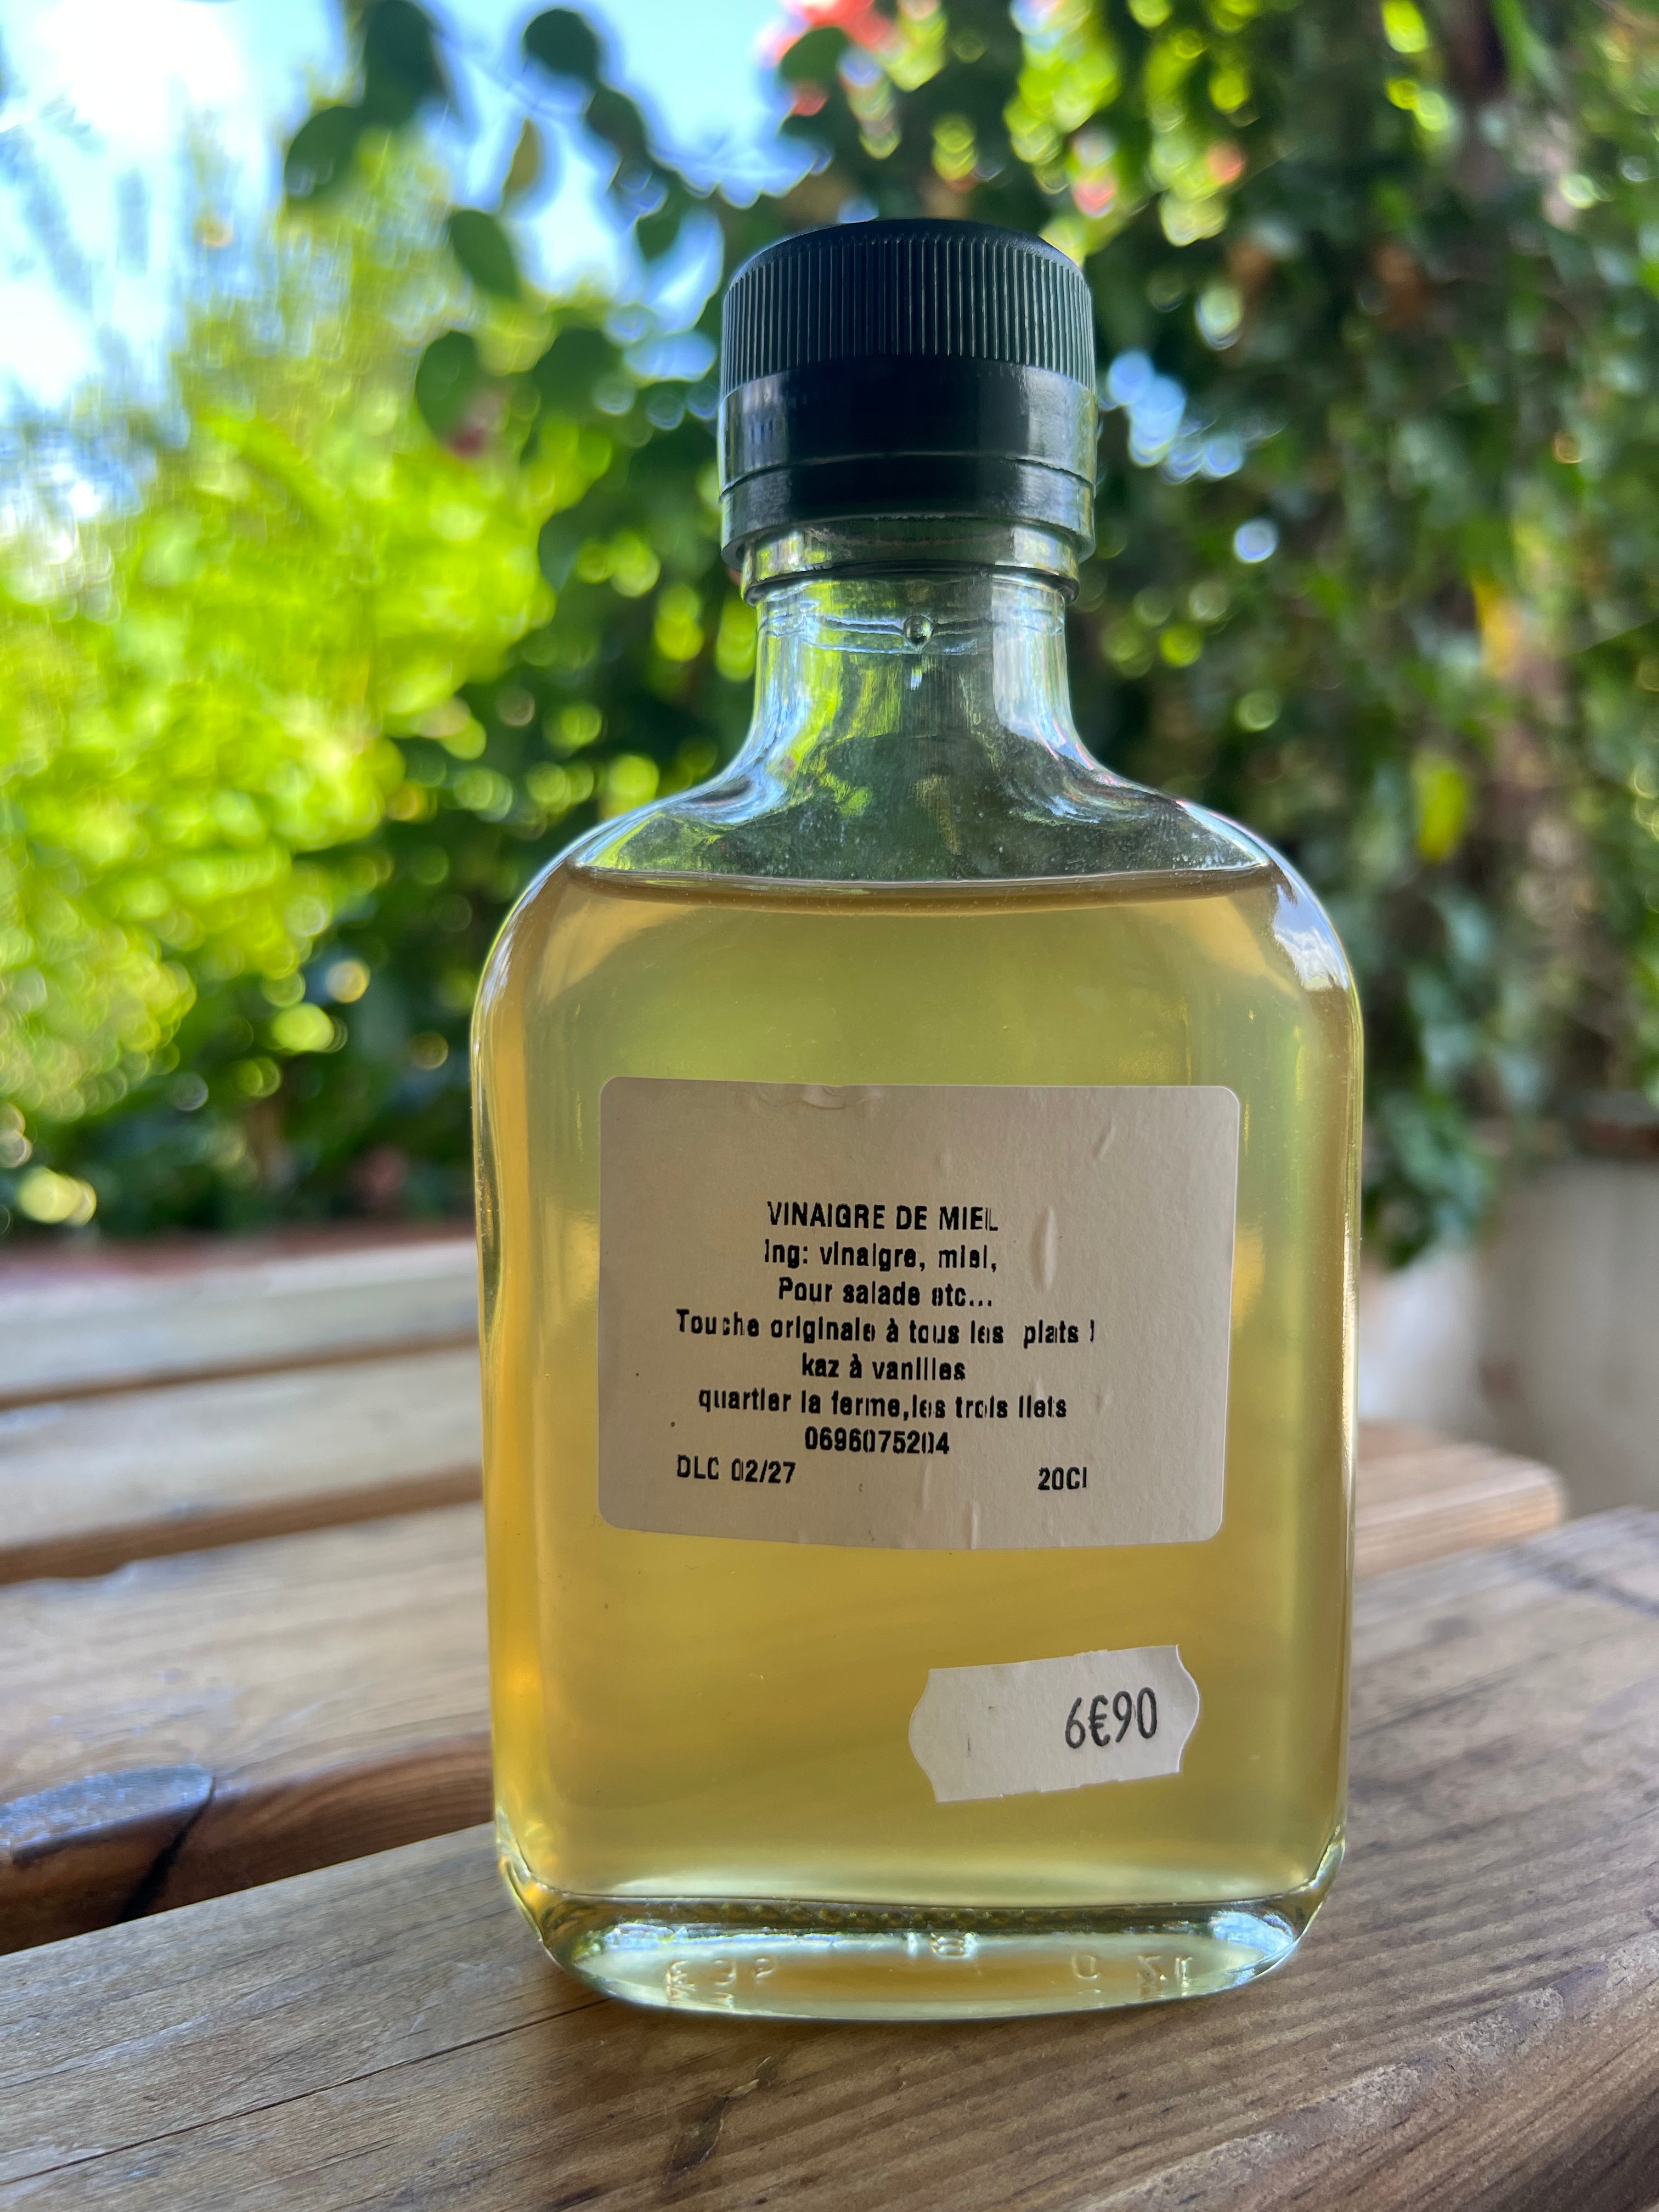 VINAIGRE DE MIEL
Ing: vinaigre, miel,
Pour salade etc...
Touche originale à tous les plats !
kaz à vanilles
quartier la ferme,les trois ilets
0696075204
DLC 02/27 20Cl
6€90